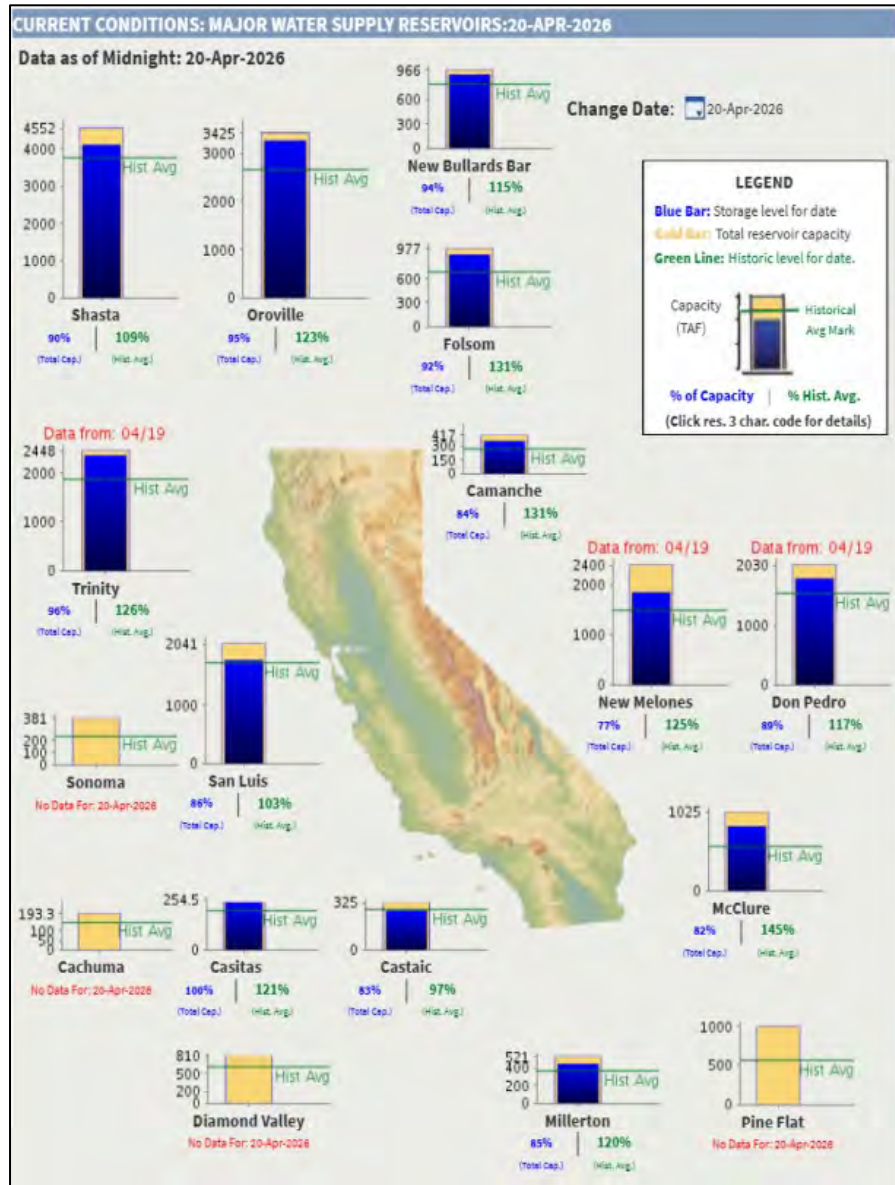 CURRENT CONDITIONS: MAJOR WATER SUPPLY RESERVOIRS:20-APR-2026
Data as of Midnight: 20-Apr-2026
Change Date: 20-Apr-2026
4552
4000
3000
2000
1000
0
Hist Avg
Shasta
90% | 109%
(Total Cap.) (Hist. Avg.)
3425
3000
2000
1000
0
Hist Avg
Oroville
95% | 123%
(Total Cap.) (Hist. Avg.)
966
600
300
0
Hist Avg
New Bullards Bar
94% | 115%
(Total Cap.) (Hist. Avg.)
977
600
300
0
Hist Avg
Folsom
92% | 131%
(Total Cap.) (Hist. Avg.)
LEGEND
Blue Bar: Storage level for date
Gold Bar: Total reservoir capacity
Green Line: Historic level for date.
Capacity
(TAF)
Historical
Avg Mark
% of Capacity | % Hist. Avg.
(Click res. 3 char. code for details)
Data from: 04/19
2448
2000
1000
0
Hist Avg
Trinity
96% | 126%
(Total Cap.) (Hist. Avg.)
417
300
150
0
Hist Avg
Camanche
84% | 131%
(Total Cap.) (Hist. Avg.)
Data from: 04/19
2400
2000
1000
0
Hist Avg
New Melones
77% | 125%
(Total Cap.) (Hist. Avg.)
Data from: 04/19
2030
1000
0
Hist Avg
Don Pedro
89% | 117%
(Total Cap.) (Hist. Avg.)
381
200
100
0
Hist Avg
Sonoma
No Data For: 20-Apr-2026
2041
1000
0
Hist Avg
San Luis
86% | 103%
(Total Cap.) (Hist. Avg.)
1025
0
Hist Avg
McClure
82% | 145%
(Total Cap.) (Hist. Avg.)
193.3
100
50
0
Hist Avg
Cachuma
No Data For: 20-Apr-2026
254.5
0
Hist Avg
Casitas
100% | 121%
(Total Cap.) (Hist. Avg.)
325
0
Hist Avg
Castaic
83% | 97%
(Total Cap.) (Hist. Avg.)
810
500
200
0
Hist Avg
Diamond Valley
No Data For: 20-Apr-2026
521
400
200
0
Hist Avg
Millerton
85% | 120%
(Total Cap.) (Hist. Avg.)
1000
500
0
Hist Avg
Pine Flat
No Data For: 20-Apr-2026